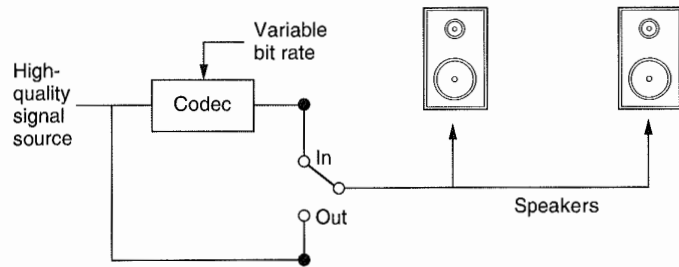 Variable
bit rate
High-
quality
signal
source
Codec
In
Out
Speakers